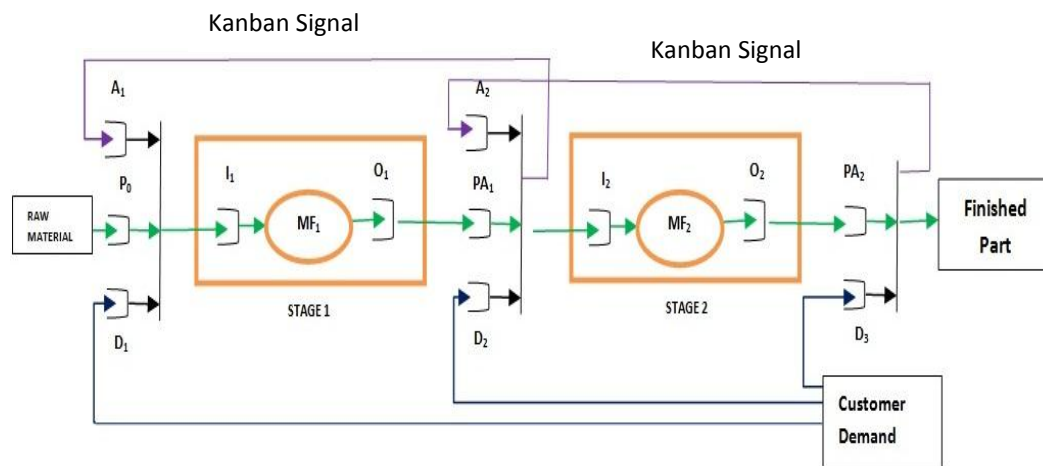 Kanban Signal
Kanban Signal
A₁
A₂
P₀
I₁
O₁
PA₁
I₂
O₂
PA₂
RAW
MATERIAL
MF₁
MF₂
Finished
Part
STAGE 1
STAGE 2
D₁
D₂
D₃
Customer
Demand